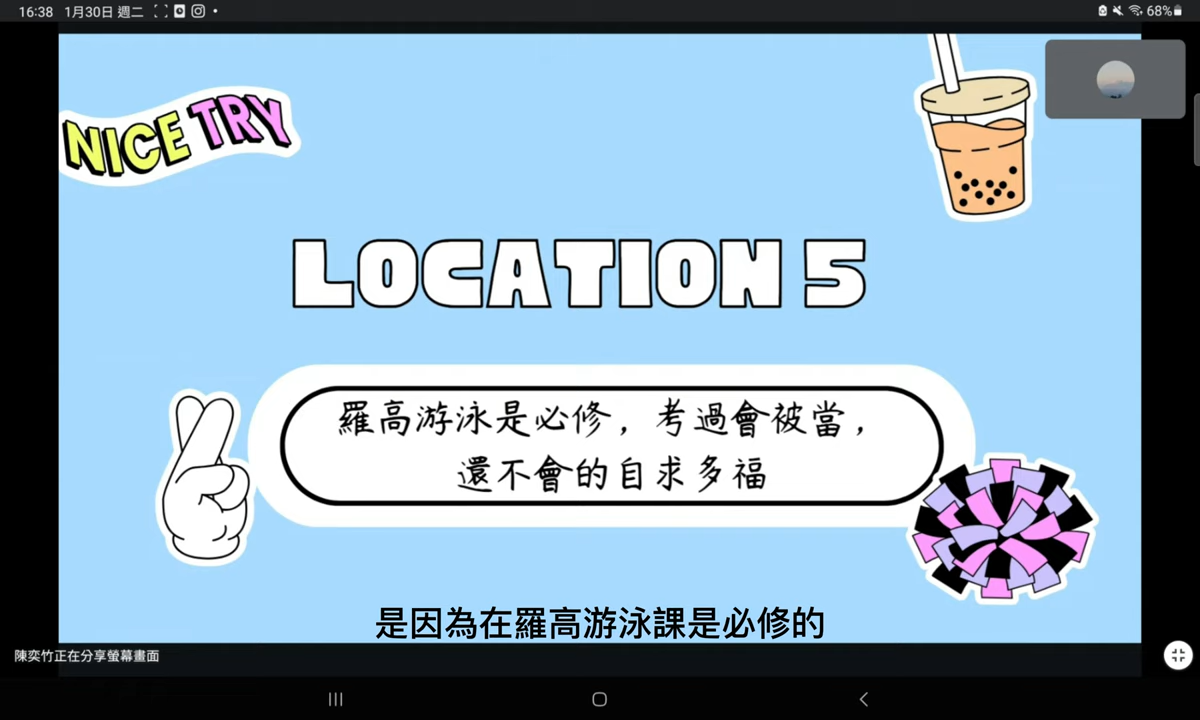 16:38 1月30日 週二
68%
NICE TRY
LOCATION 5
羅高游泳是必修，考過會被當，
還不會的自求多福
是因為在羅高游泳課是必修的
陳奕竹正在分享螢幕畫面